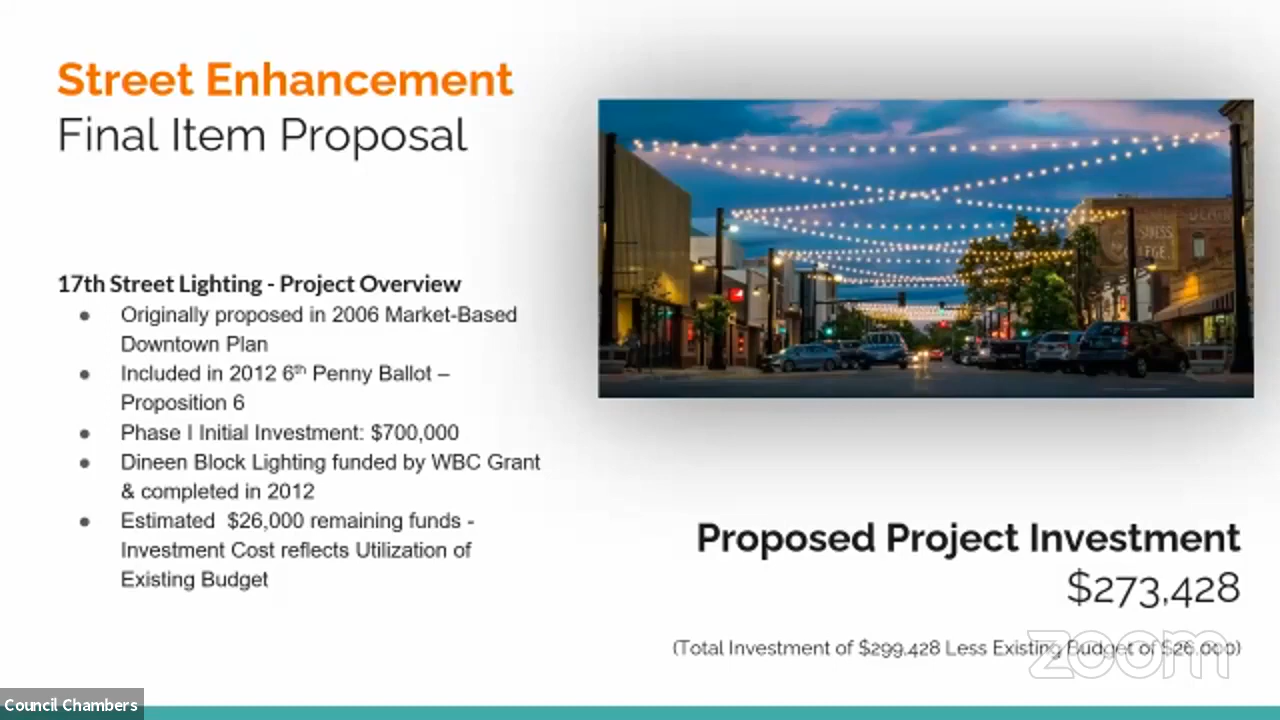 Street Enhancement
Final Item Proposal
17th Street Lighting - Project Overview
● Originally proposed in 2006 Market-Based
Downtown Plan
● Included in 2012 6th Penny Ballot –
Proposition 6
● Phase I Initial Investment: $700,000
● Dineen Block Lighting funded by WBC Grant
& completed in 2012
● Estimated $26,000 remaining funds -
Investment Cost reflects Utilization of
Existing Budget
Proposed Project Investment
$273,428
(Total Investment of $299,428 Less Existing Budget of $26,000)
zoom
Council Chambers